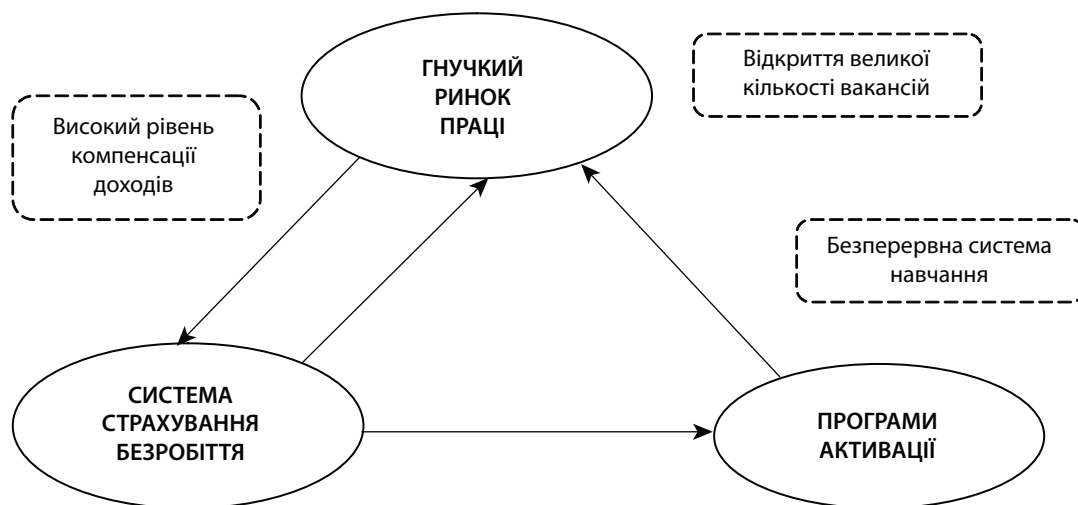 ГНУЧКИЙ
РИНОК
ПРАЦІ
Відкриття великої
кількості вакансій
Високий рівень
компенсації
доходів
Безперервна система
навчання
СИСТЕМА
СТРАХУВАННЯ
БЕЗРОБІТТЯ
ПРОГРАМИ
АКТИВАЦІЇ